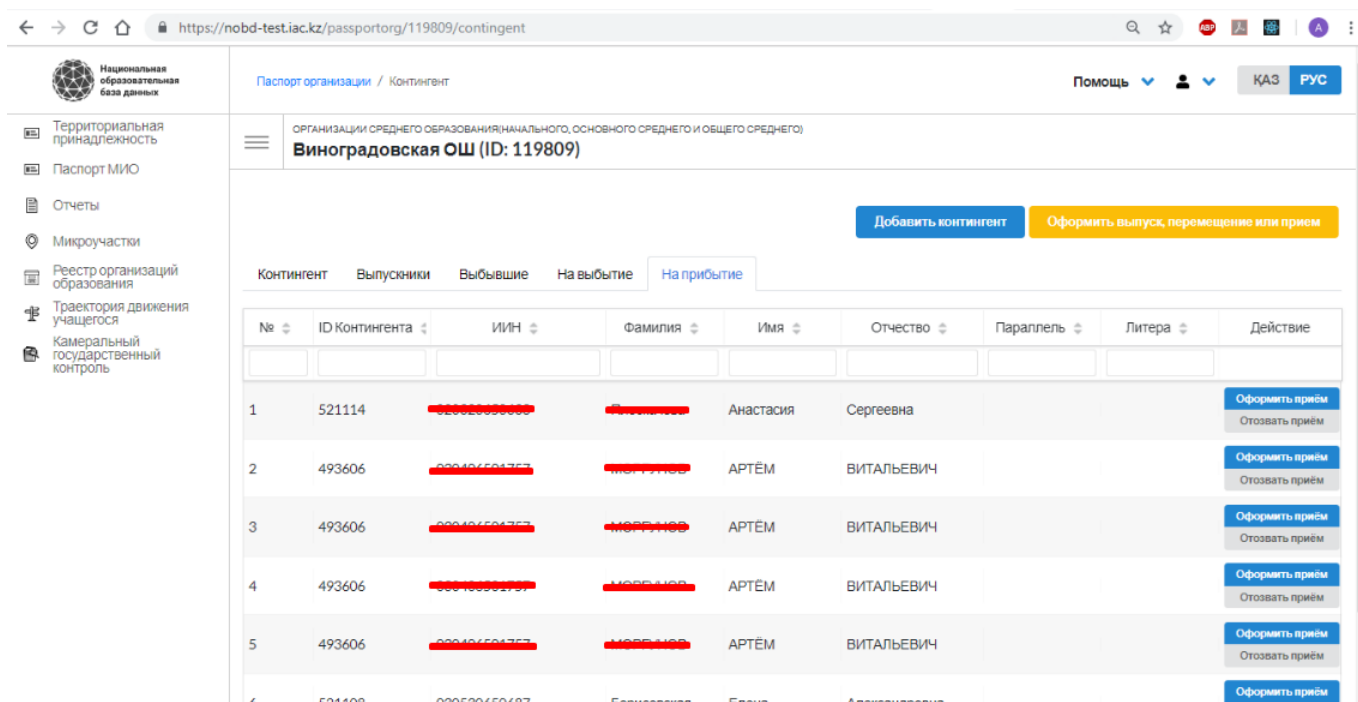 https://nobd-test.iac.kz/passportorg/119809/contingent
ABP
A
Национальная
образовательная
база данных
Паспорт организации / Контингент
Помощь
ҚАЗ РУС
Территориальная
принадлежность
Паспорт МИО
Отчеты
Микроучастки
Реестр организаций
образования
Траектория движения
учащегося
Камеральный
государственный
контроль
ОРГАНИЗАЦИИ СРЕДНЕГО ОБРАЗОВАНИЯ(НАЧАЛЬНОГО, ОСНОВНОГО СРЕДНЕГО И ОБЩЕГО СРЕДНЕГО)
Виноградовская ОШ (ID: 119809)
Добавить контингент Оформить выпуск, перемещение или прием
Контингент Выпускники Выбывшие На выбытие На прибытие
№ ID Контингента ИИН Фамилия Имя Отчество Параллель Литера Действие
1 521114 Анастасия Сергеевна Оформить приём
Отозвать приём
2 493606 АРТЁМ ВИТАЛЬЕВИЧ Оформить приём
Отозвать приём
3 493606 АРТЁМ ВИТАЛЬЕВИЧ Оформить приём
Отозвать приём
4 493606 АРТЁМ ВИТАЛЬЕВИЧ Оформить приём
Отозвать приём
5 493606 АРТЁМ ВИТАЛЬЕВИЧ Оформить приём
Отозвать приём
Оформить приём